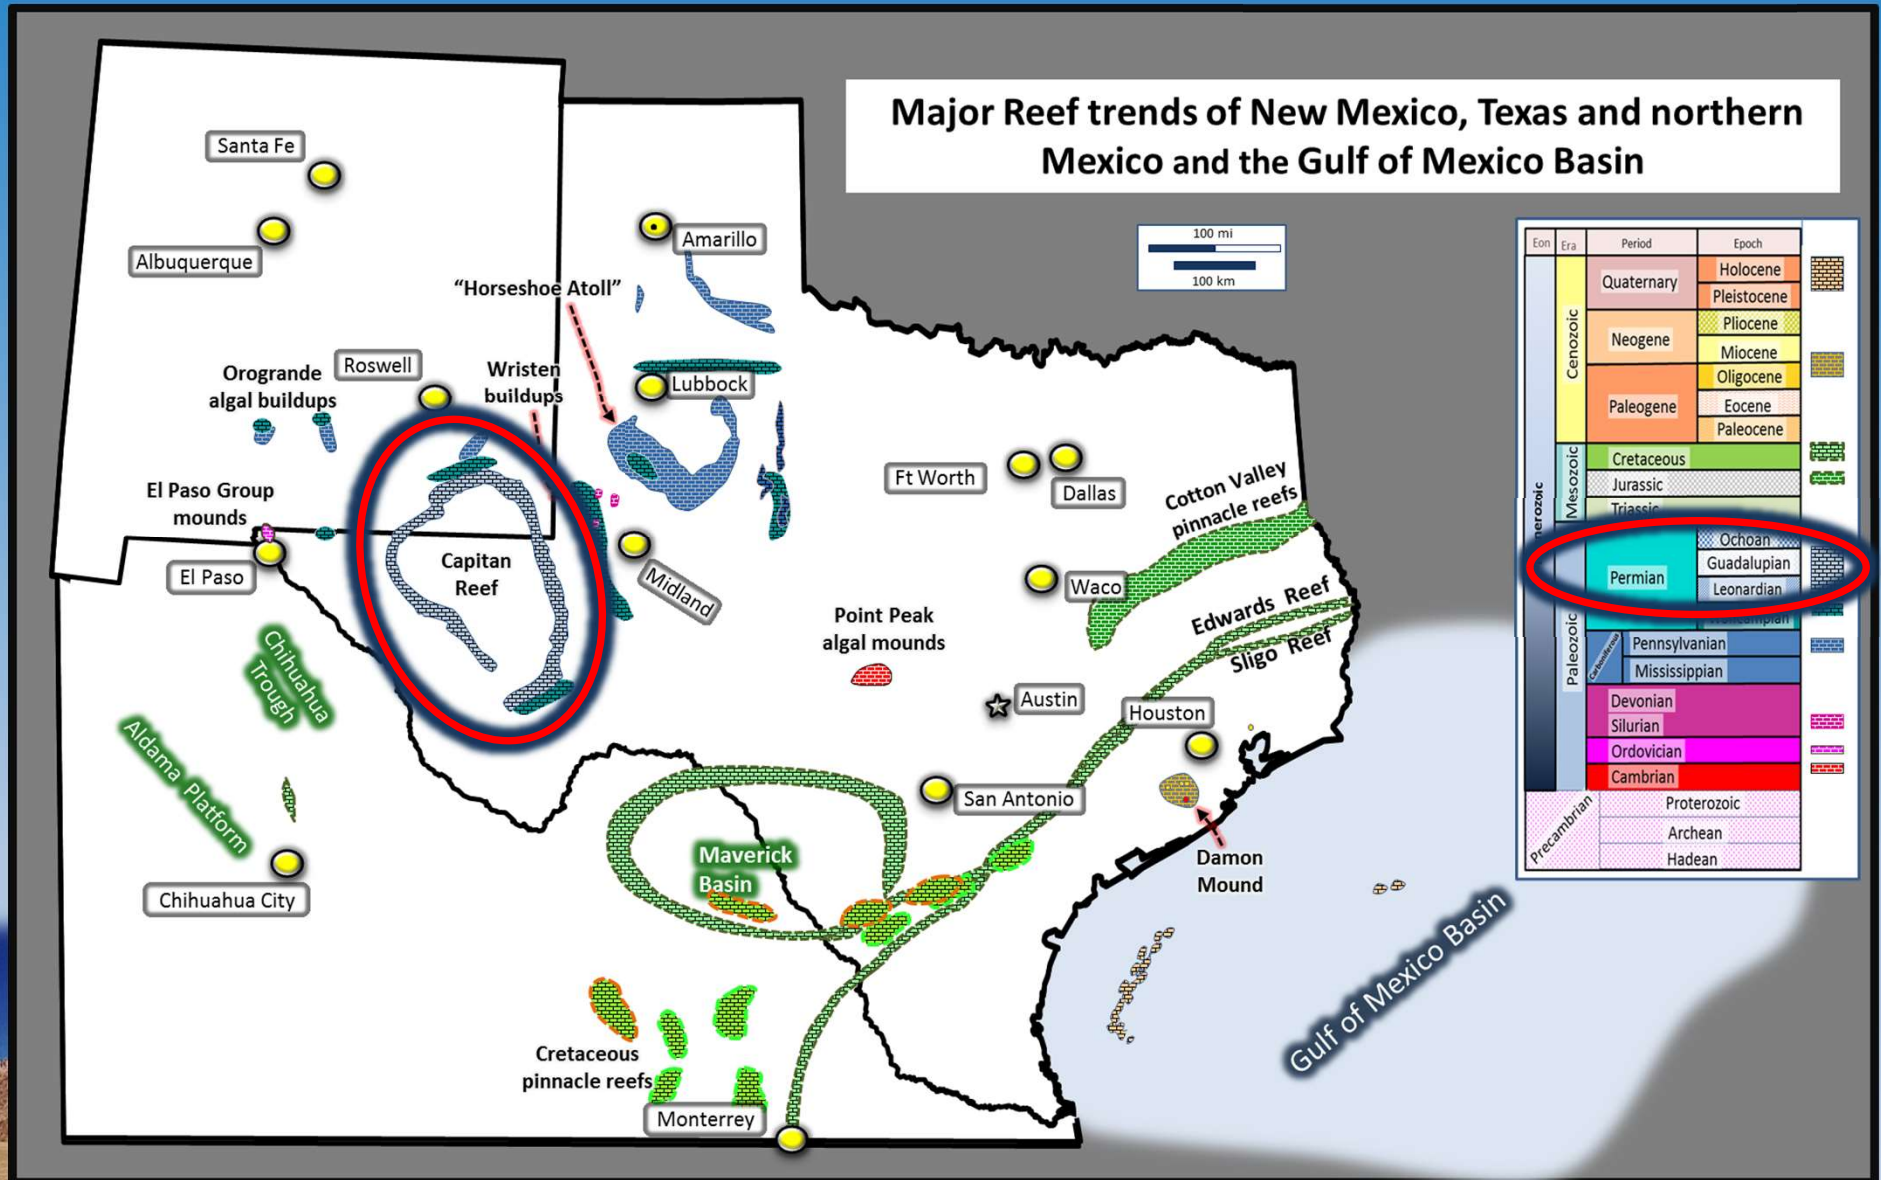 Major Reef trends of New Mexico, Texas and northern
Mexico and the Gulf of Mexico Basin
Santa Fe
Albuquerque
Amarillo
100 mi
100 km
"Horseshoe Atoll"
Roswell
Orogrande
algal buildups
Wristen
buildups
Lubbock
El Paso Group
mounds
El Paso
Capitan
Reef
Midland
Ft Worth
Dallas
Cotton Valley
pinnacle reefs
Waco
Point Peak
algal mounds
Edwards Reef
Sligo Reef
Austin
Houston
Chihuahua
Trough
Aldama Platform
San Antonio
Maverick
Basin
Damon
Mound
Chihuahua City
Gulf of Mexico Basin
Cretaceous
pinnacle reefs
Monterrey
Eon Era Period Epoch
Cenozoic
Quaternary
Holocene
Pleistocene
Neogene
Pliocene
Miocene
Paleogene
Oligocene
Eocene
Paleocene
Mesozoic
Cretaceous
Jurassic
Triassic
Paleozoic
Permian
Ochoan
Guadalupian
Leonardian
Carboniferous
Pennsylvanian
Mississippian
Devonian
Silurian
Ordovician
Cambrian
Precambrian
Proterozoic
Archean
Hadean